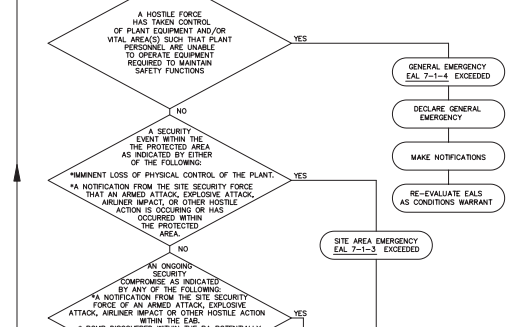 A HOSTILE FORCE
HAS TAKEN CONTROL
OF PLANT EQUIPMENT AND/OR
VITAL AREA(S) SUCH THAT PLANT
PERSONNEL ARE UNABLE
TO OPERATE EQUIPMENT
REQUIRED TO MAINTAIN
SAFETY FUNCTIONS
YES
GENERAL EMERGENCY
EAL 7-1-4 EXCEEDED
DECLARE GENERAL
EMERGENCY
MAKE NOTIFICATIONS
RE-EVALUATE EALS
AS CONDITIONS WARRANT
NO
A SECURITY
EVENT WITHIN THE
THE PROTECTED AREA
AS INDICATED BY EITHER
OF THE FOLLOWING:
*IMMINENT LOSS OF PHYSICAL CONTROL OF THE PLANT.
*A NOTIFICATION FROM THE SITE SECURITY FORCE
THAT AN ARMED ATTACK, EXPLOSIVE ATTACK,
AIRLINER IMPACT, OR OTHER HOSTILE
ACTION IS OCCURING OR HAS
OCCURRED WITHIN
THE PROTECTED
AREA.
YES
SITE AREA EMERGENCY
EAL 7-1-3 EXCEEDED
NO
AN ONGOING
SECURITY
COMPROMISE AS INDICATED
BY ANY OF THE FOLLOWING:
*A NOTIFICATION FROM THE SITE SECURITY
FORCE OF AN ARMED ATTACK, EXPLOSIVE
ATTACK, AIRLINER IMPACT OR OTHER HOSTILE ACTION
WITHIN THE EAB.
YES